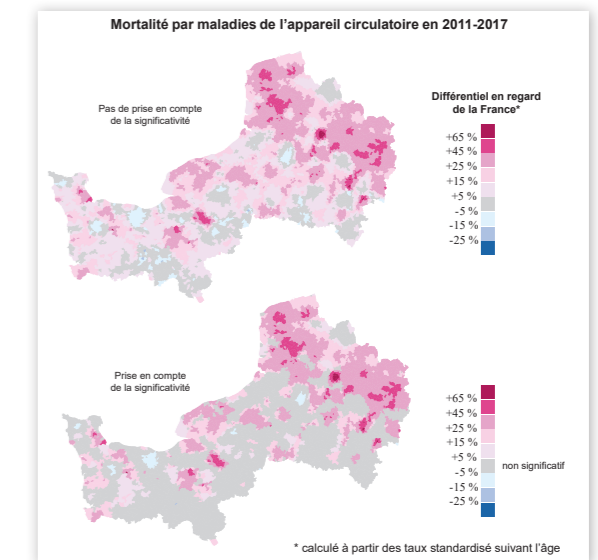 Mortalité par maladies de l'appareil circulatoire en 2011-2017
Pas de prise en compte
de la significativité
Différentiel en regard
de la France*
+65 %
+45 %
+25 %
+15 %
+5 %
-5 %
-15 %
-25 %
Prise en compte
de la significativité
+65 %
+45 %
+25 %
+15 %
+5 %
-5 %
non significatif
-15 %
-25 %
* calculé à partir des taux standardisé suivant l'âge